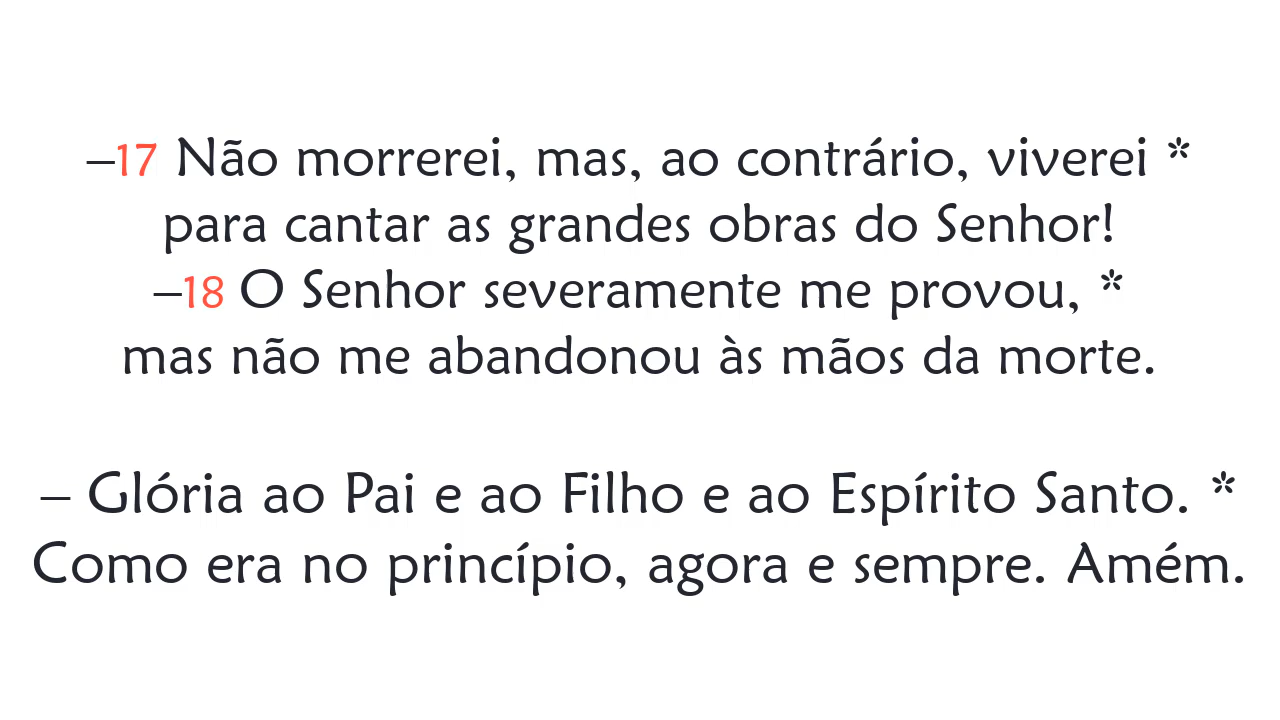 –17 Não morrerei, mas, ao contrário, viverei *
para cantar as grandes obras do Senhor!
–18 O Senhor severamente me provou, *
mas não me abandonou às mãos da morte.
– Glória ao Pai e ao Filho e ao Espírito Santo. *
Como era no princípio, agora e sempre. Amém.